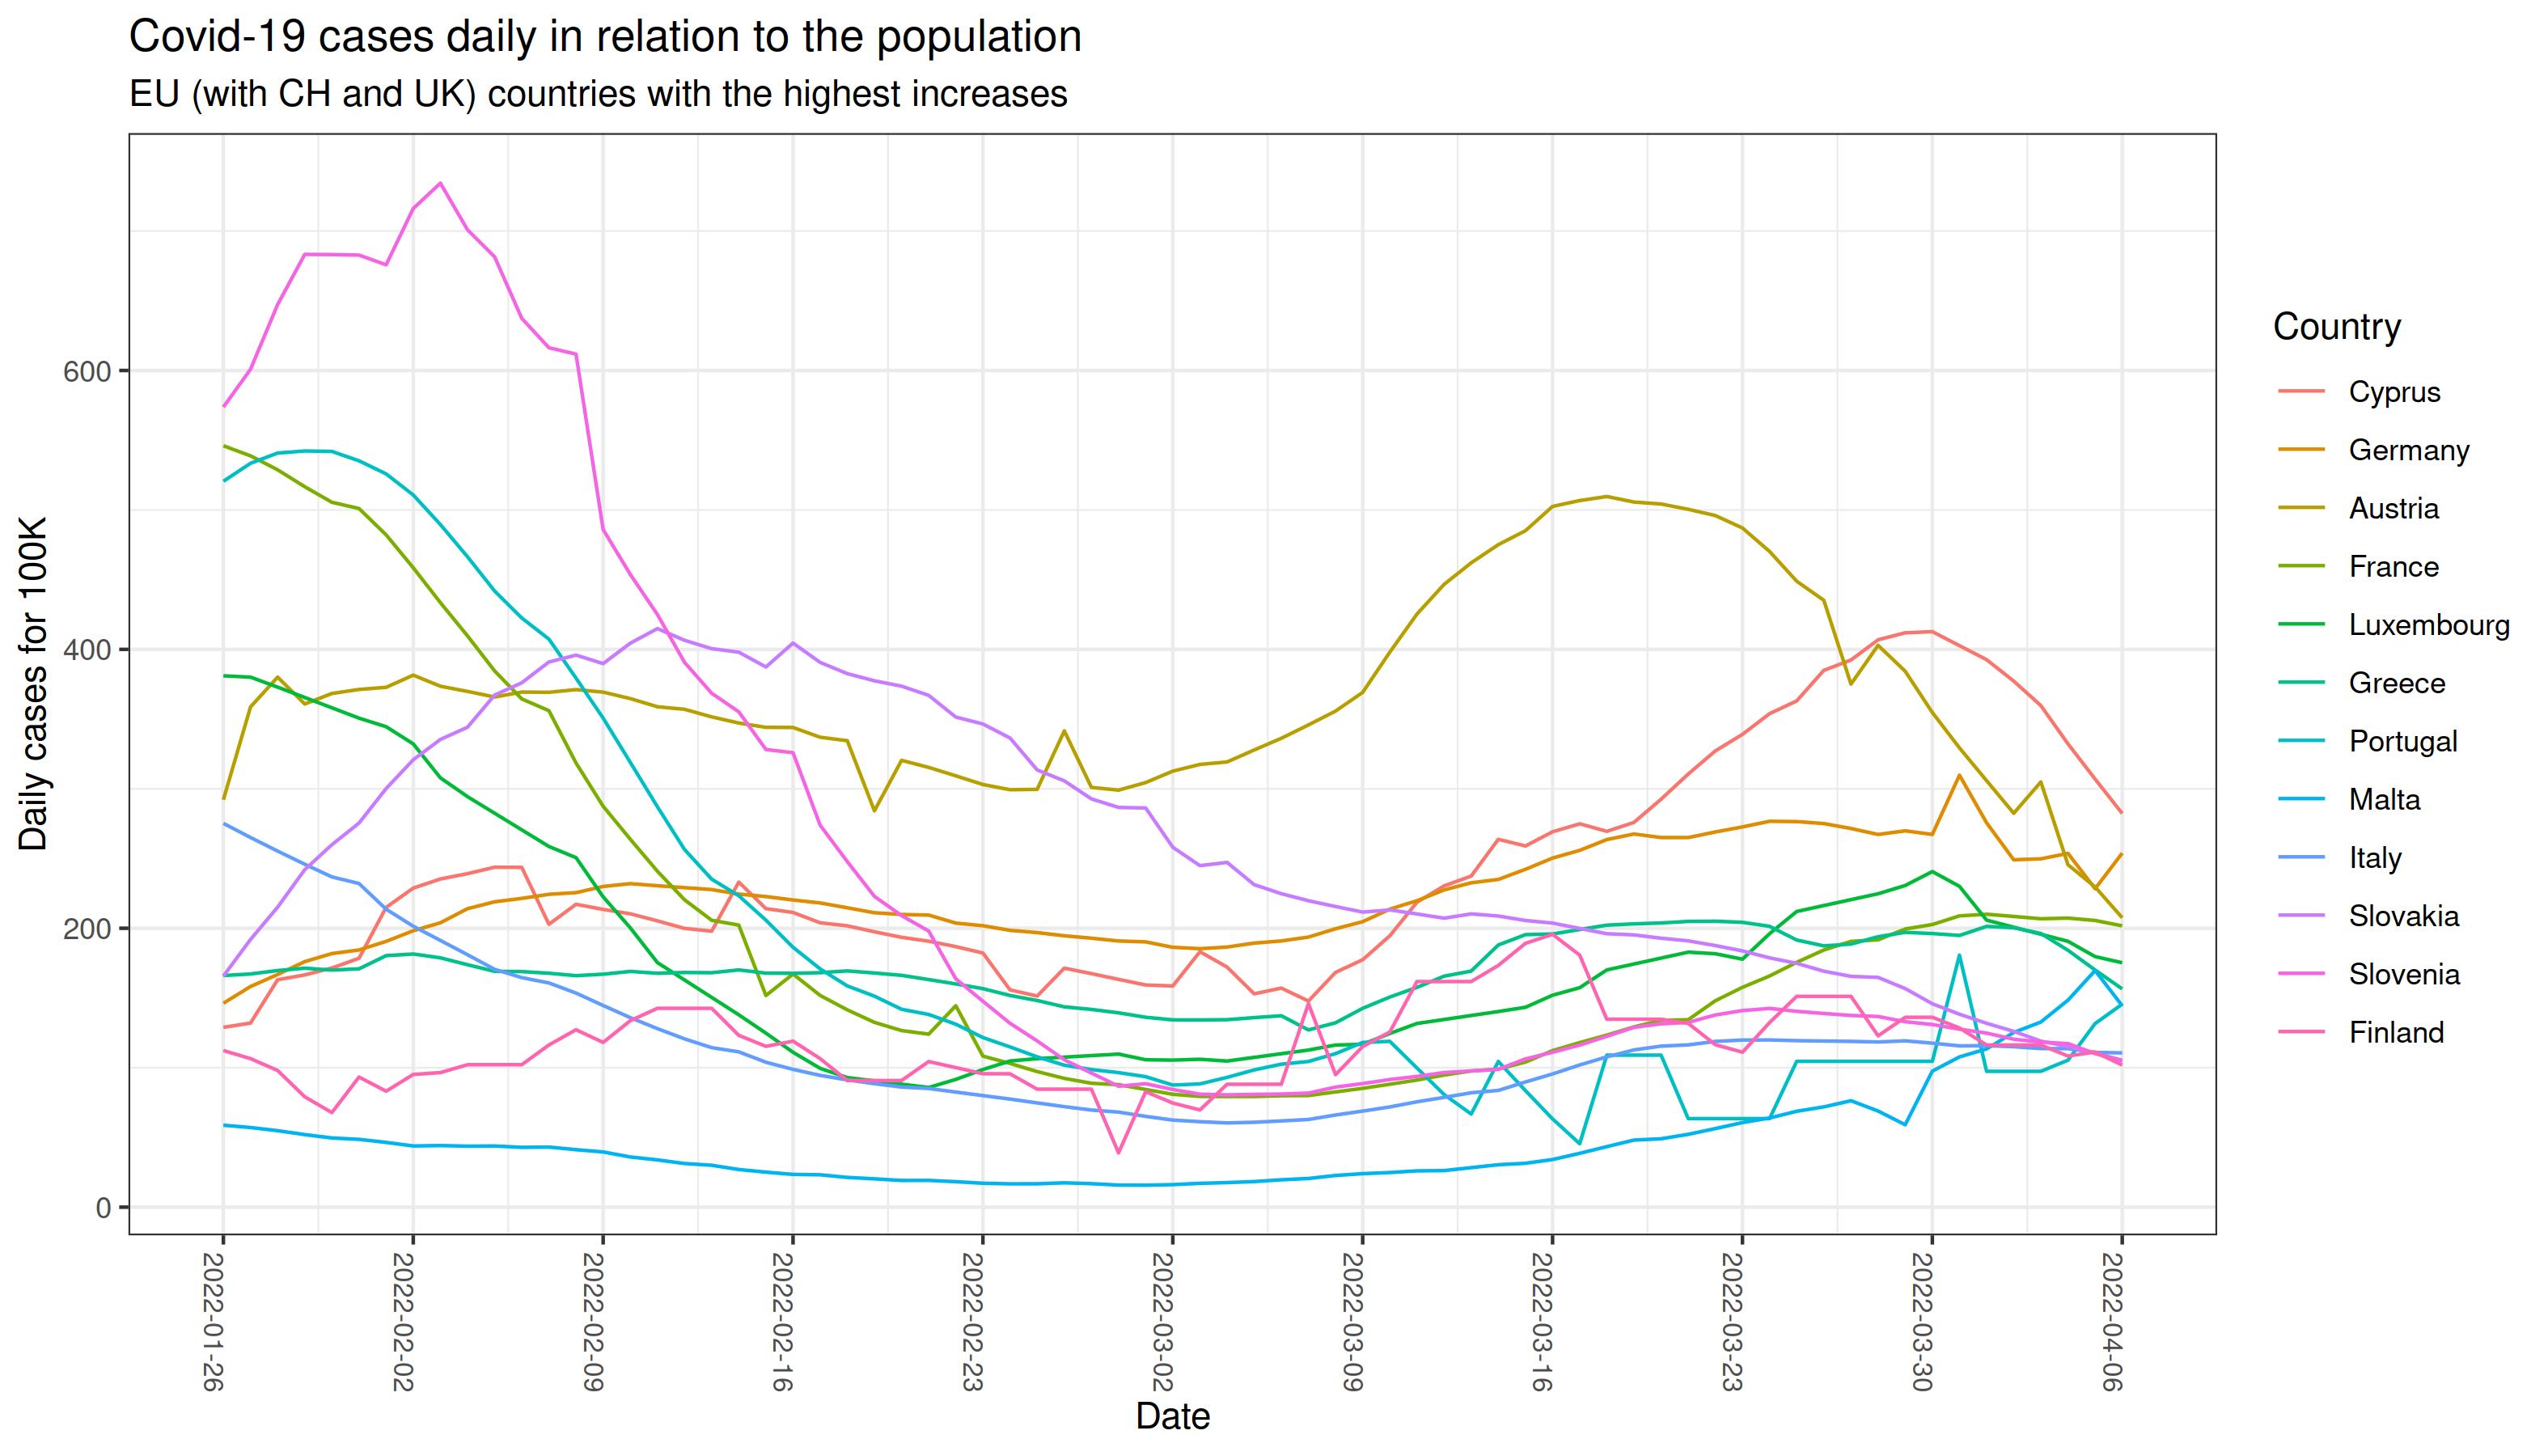 Covid-19 cases daily in relation to the population
EU (with CH and UK) countries with the highest increases
Daily cases for 100K
600
400
200
0
2022-01-26
2022-02-02
2022-02-09
2022-02-16
2022-02-23
2022-03-02
2022-03-09
2022-03-16
2022-03-23
2022-03-30
2022-04-06
Date
Country
Cyprus
Germany
Austria
France
Luxembourg
Greece
Portugal
Malta
Italy
Slovakia
Slovenia
Finland